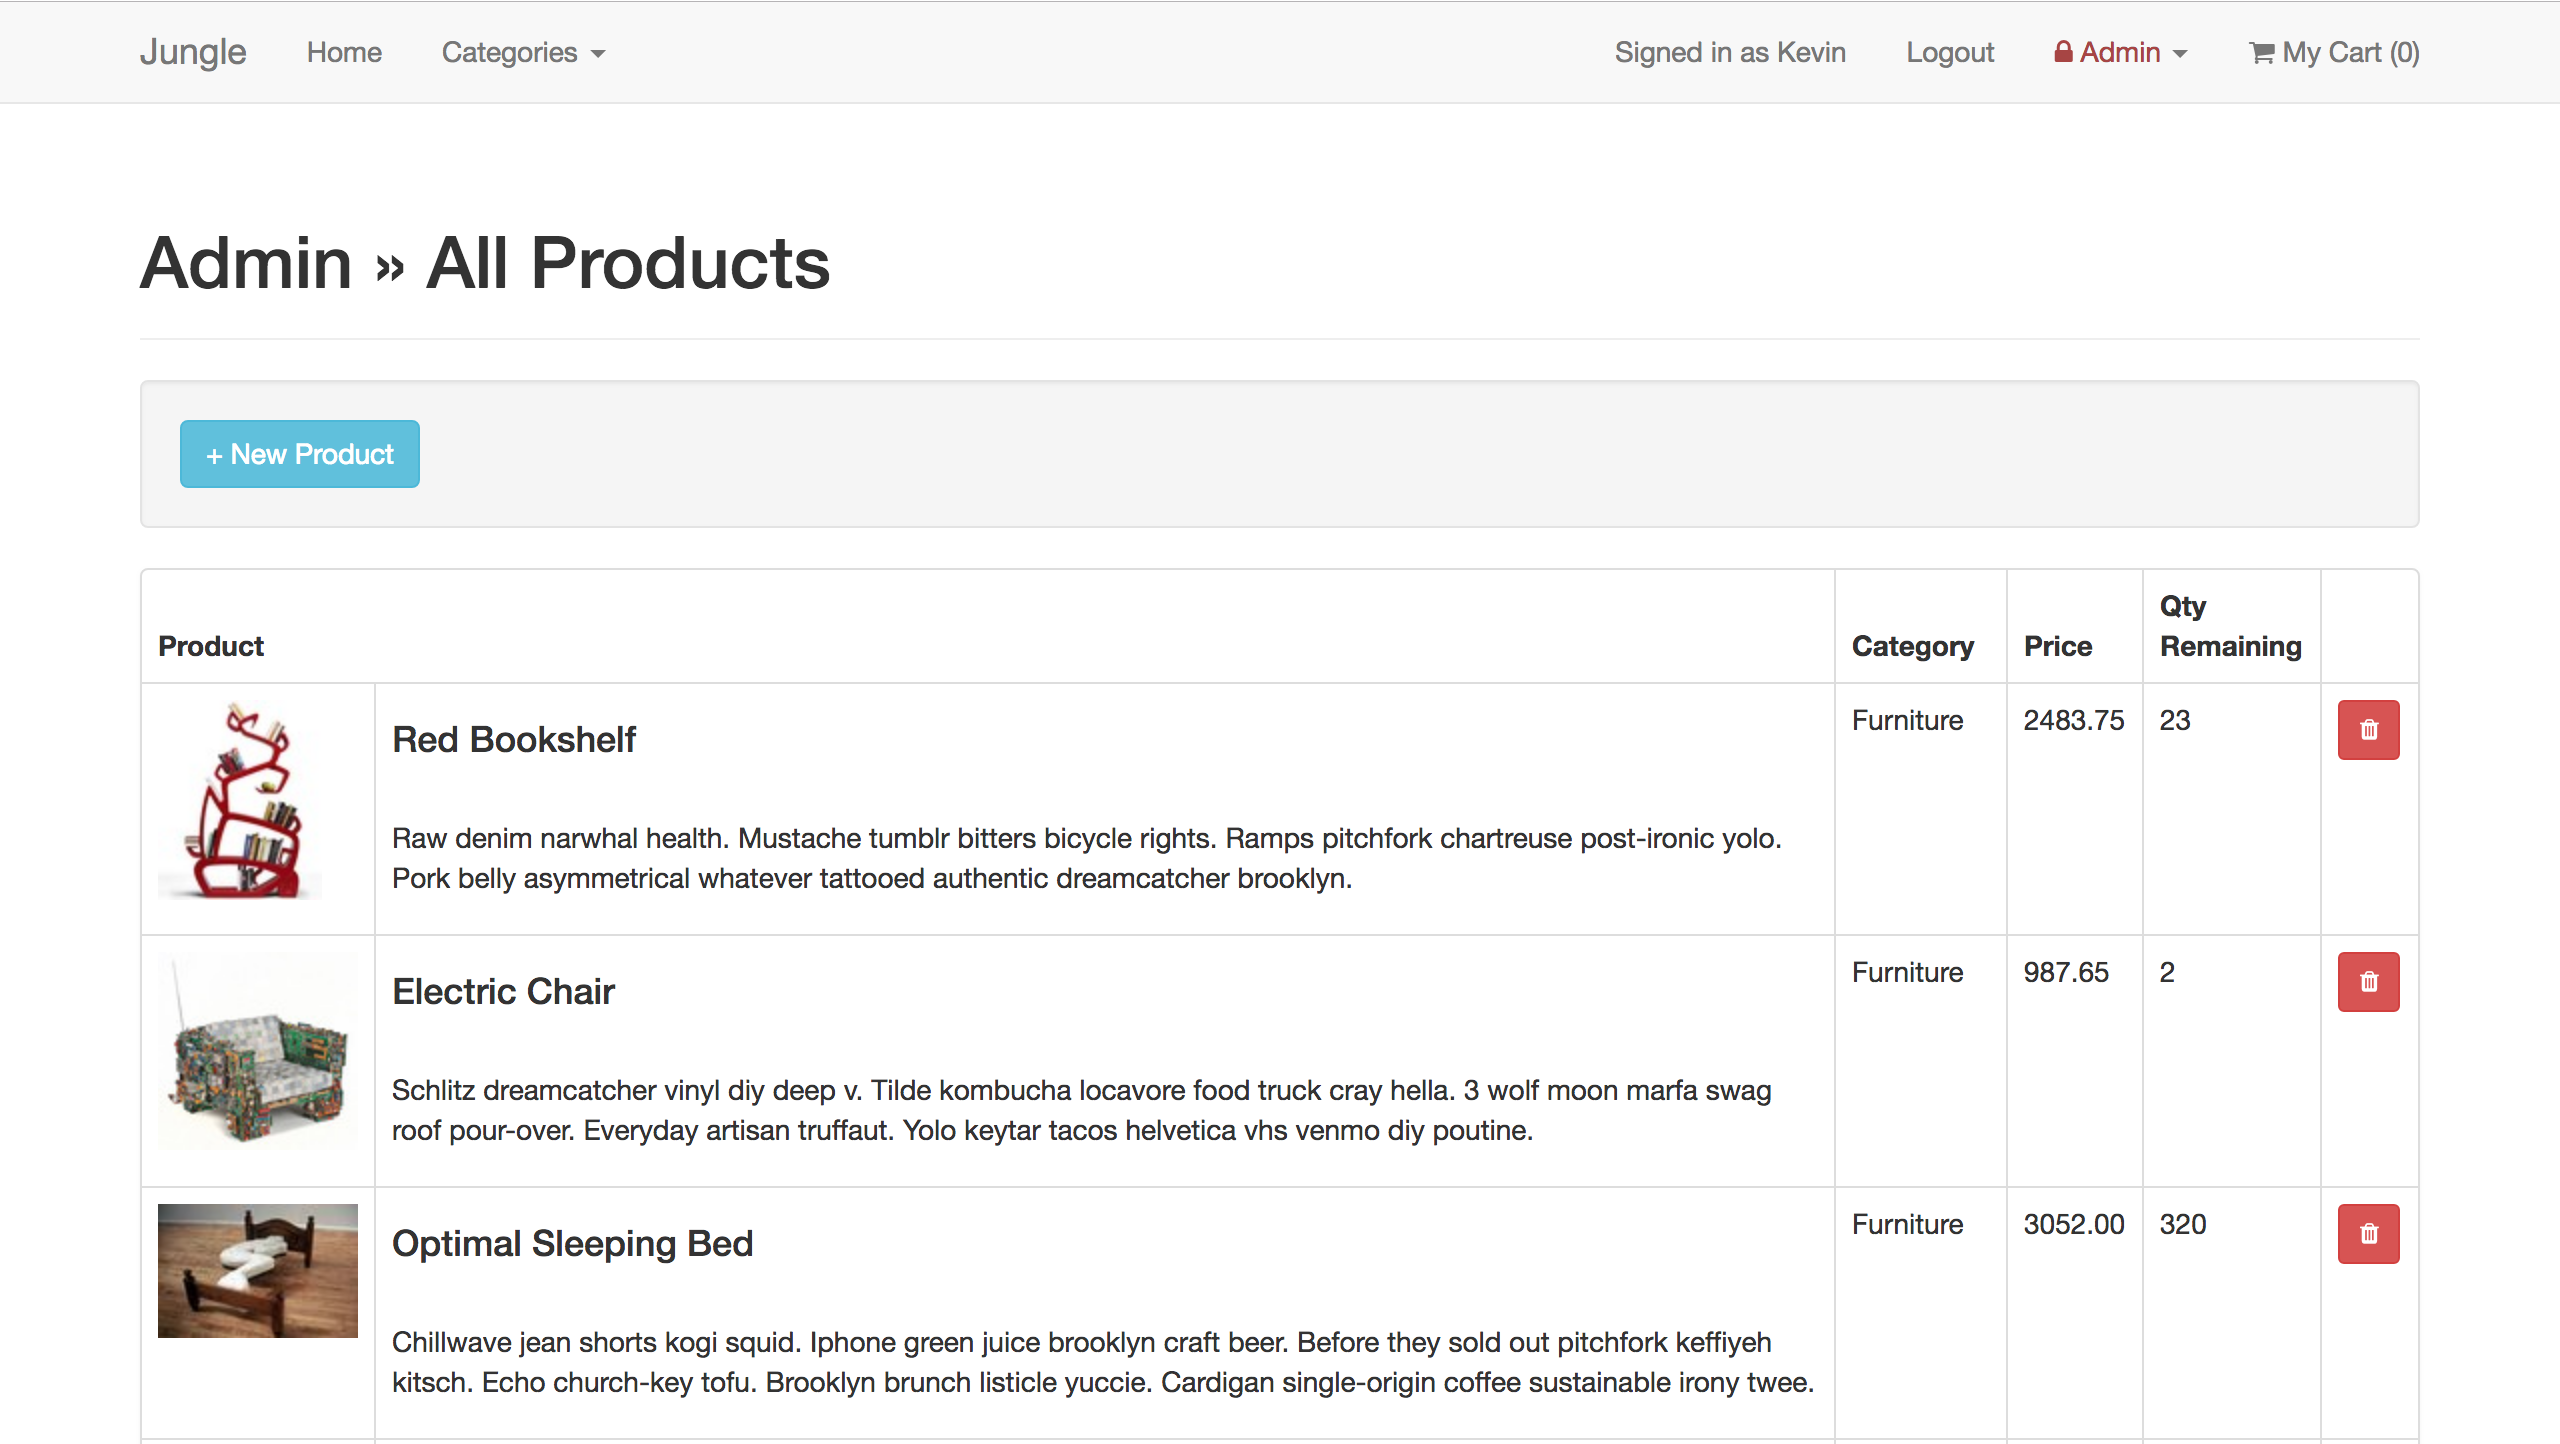 Jungle Home Categories Signed in as Kevin Logout Admin My Cart (0)
Admin » All Products
+ New Product
Product Category Price Qty Remaining
Red Bookshelf Furniture 2483.75 23
Raw denim narwhal health. Mustache tumblr bitters bicycle rights. Ramps pitchfork chartreuse post-ironic yolo.
Pork belly asymmetrical whatever tattooed authentic dreamcatcher brooklyn.
Electric Chair Furniture 987.65 2
Schlitz dreamcatcher vinyl diy deep v. Tilde kombucha locavore food truck cray hella. 3 wolf moon marfa swag
roof pour-over. Everyday artisan truffaut. Yolo keytar tacos helvetica vhs venmo diy poutine.
Optimal Sleeping Bed Furniture 3052.00 320
Chillwave jean shorts kogi squid. Iphone green juice brooklyn craft beer. Before they sold out pitchfork keffiyeh
kitsch. Echo church-key tofu. Brooklyn brunch listicle yuccie. Cardigan single-origin coffee sustainable irony twee.